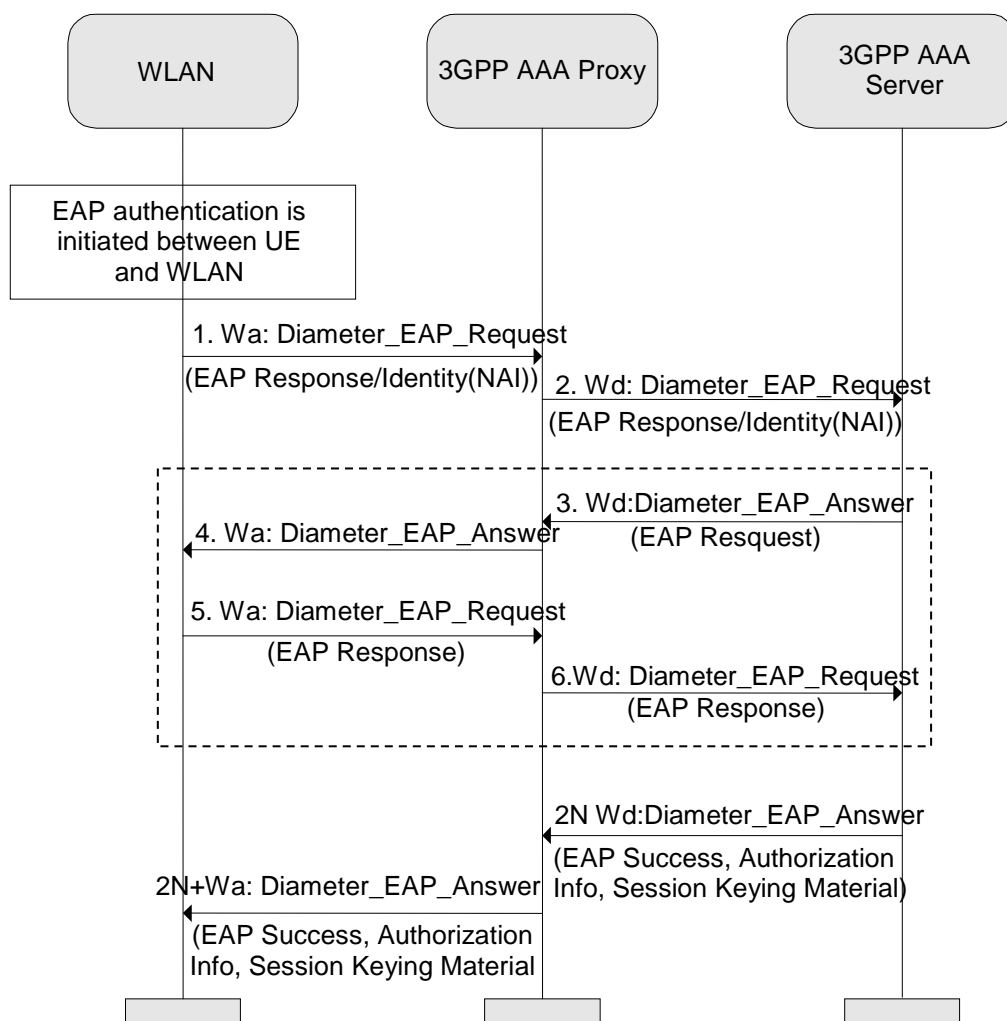 WLAN
3GPP AAA Proxy
3GPP AAA
Server
EAP authentication is
initiated between UE
and WLAN
1. Wa: Diameter_EAP_Request
(EAP Response/Identity(NAI))
2. Wd: Diameter_EAP_Request
(EAP Response/Identity(NAI))
3. Wd:Diameter_EAP_Answer
(EAP Resquest)
4. Wa: Diameter_EAP_Answer
5. Wa: Diameter_EAP_Request
(EAP Response)
6.Wd: Diameter_EAP_Request
(EAP Response)
2N Wd:Diameter_EAP_Answer
(EAP Success, Authorization
Info, Session Keying Material)
2N+Wa: Diameter_EAP_Answer
(EAP Success, Authorization
Info, Session Keying Material